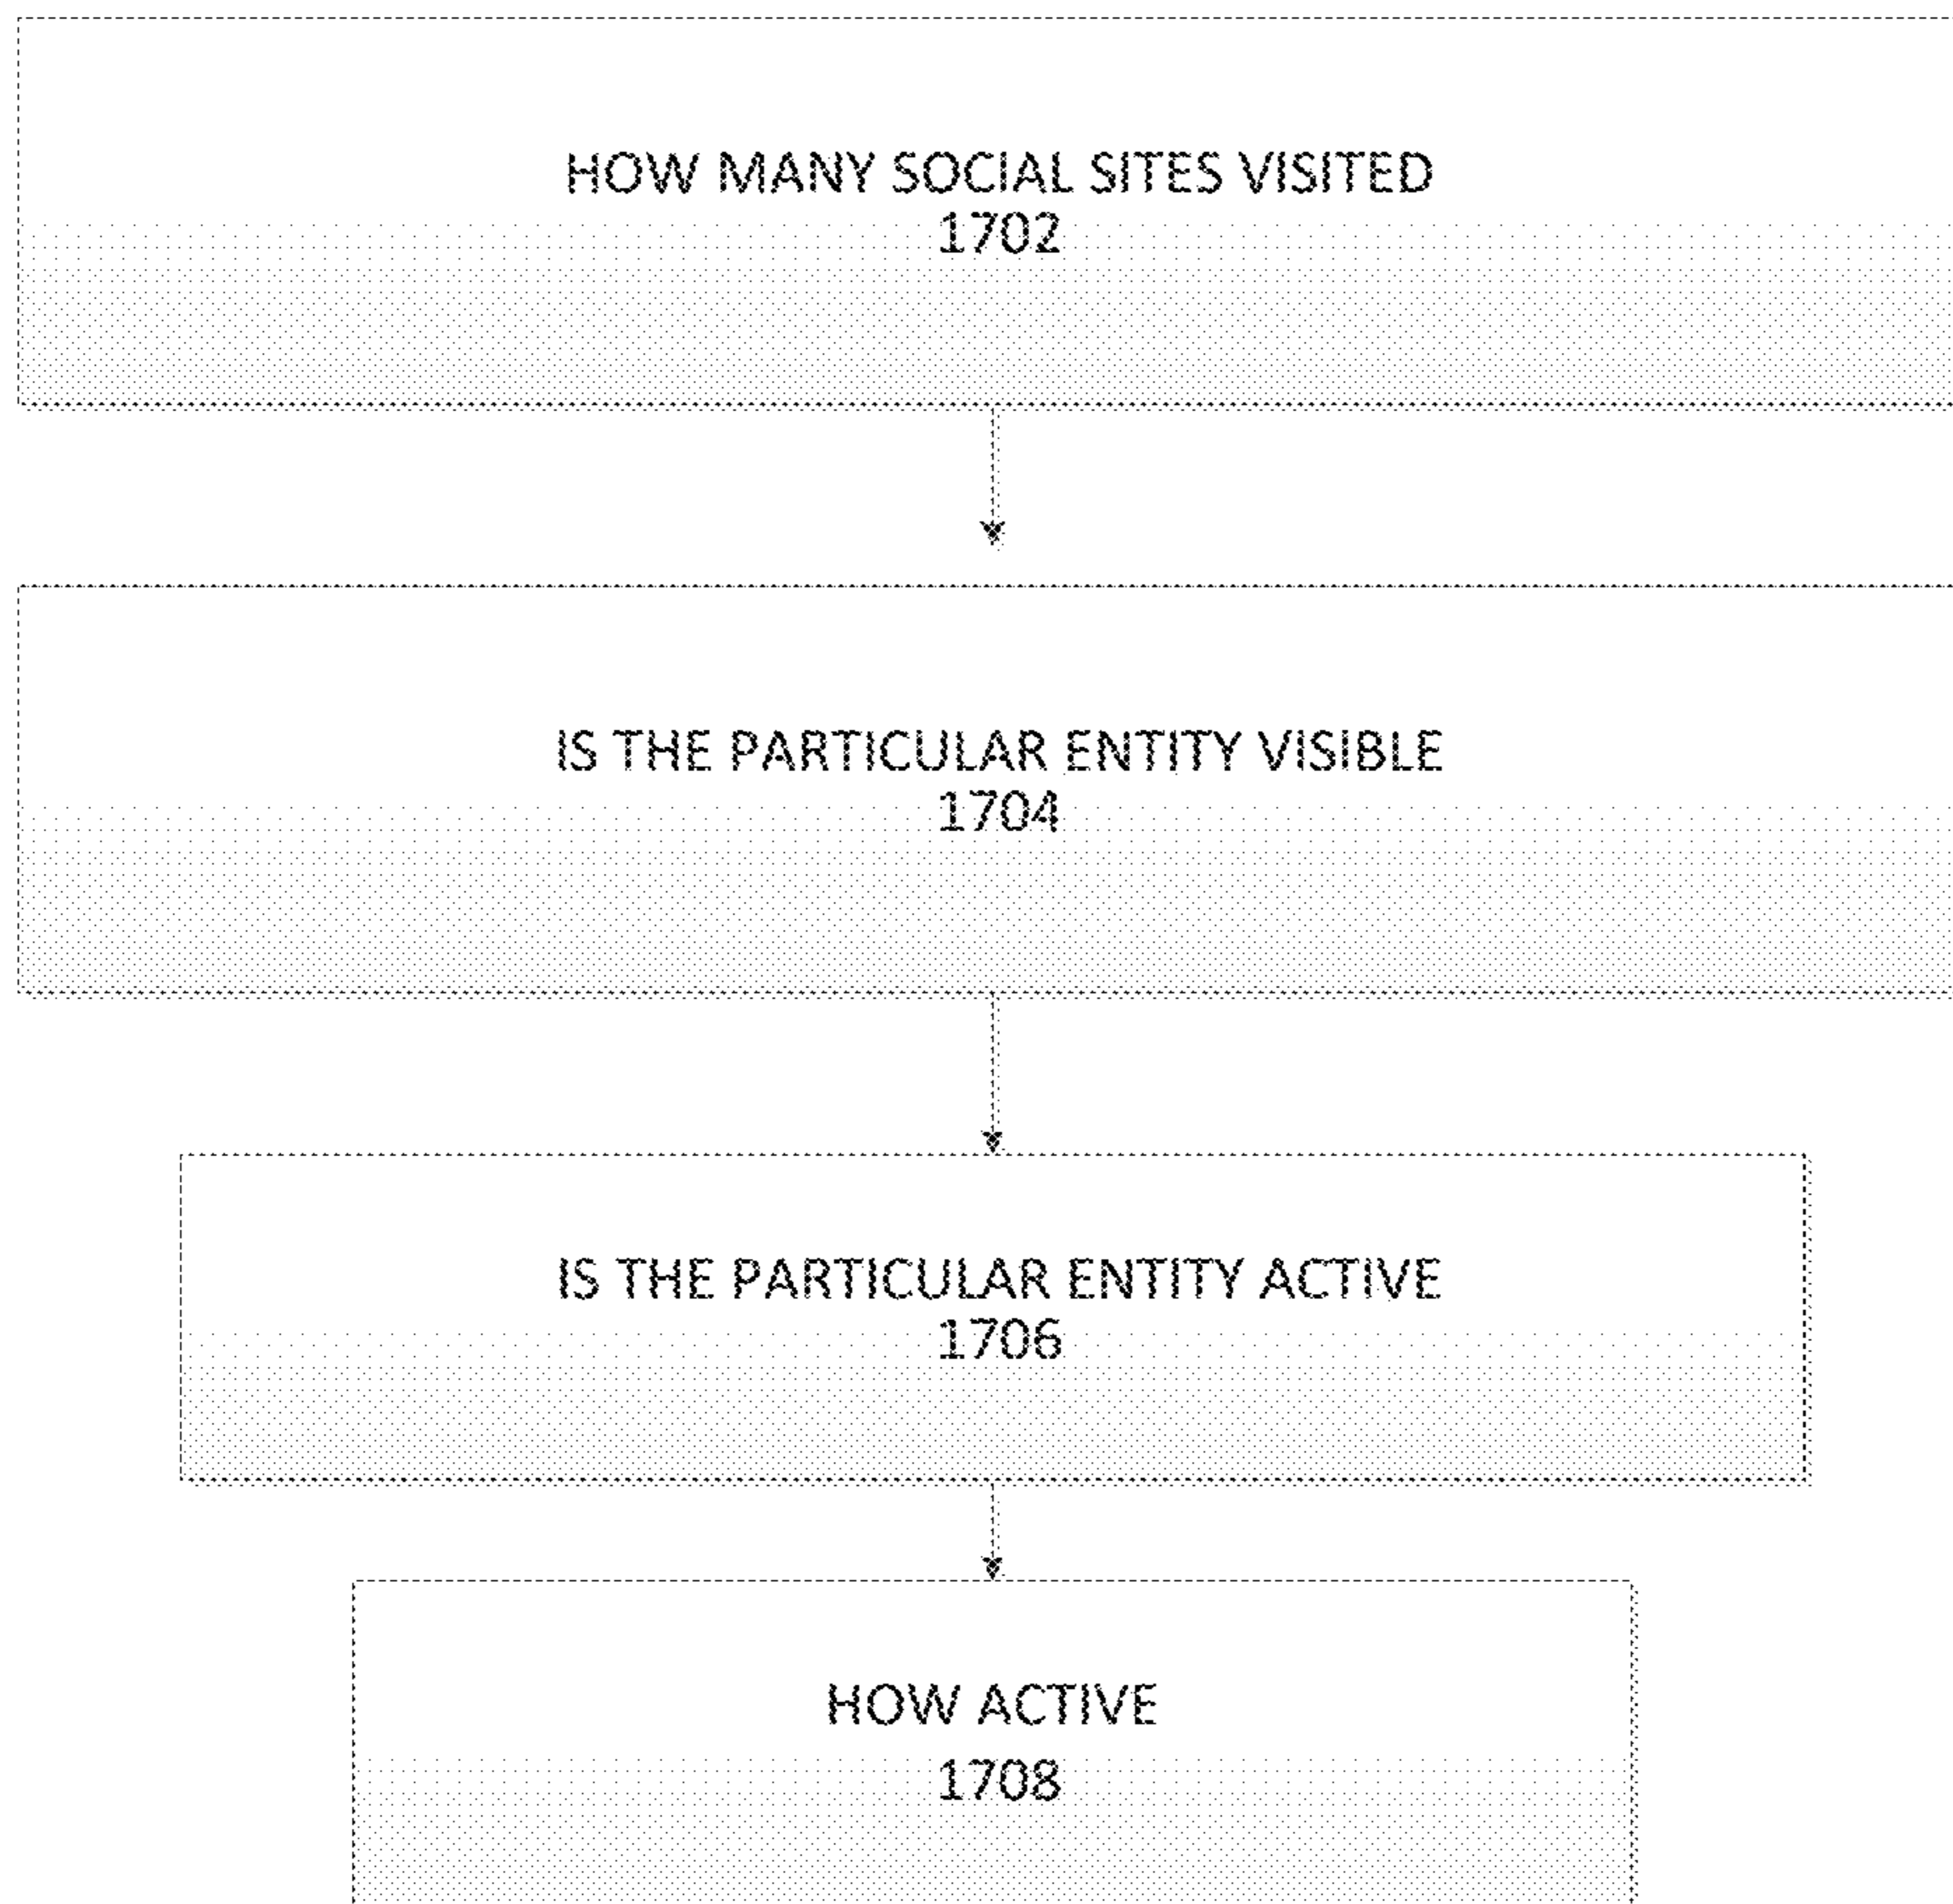 HOW MANY SOCIAL SITES VISITED
1702
IS THE PARTICULAR ENTITY VISIBLE
1704
IS THE PARTICULAR ENTITY ACTIVE
1706
HOW ACTIVE
1708